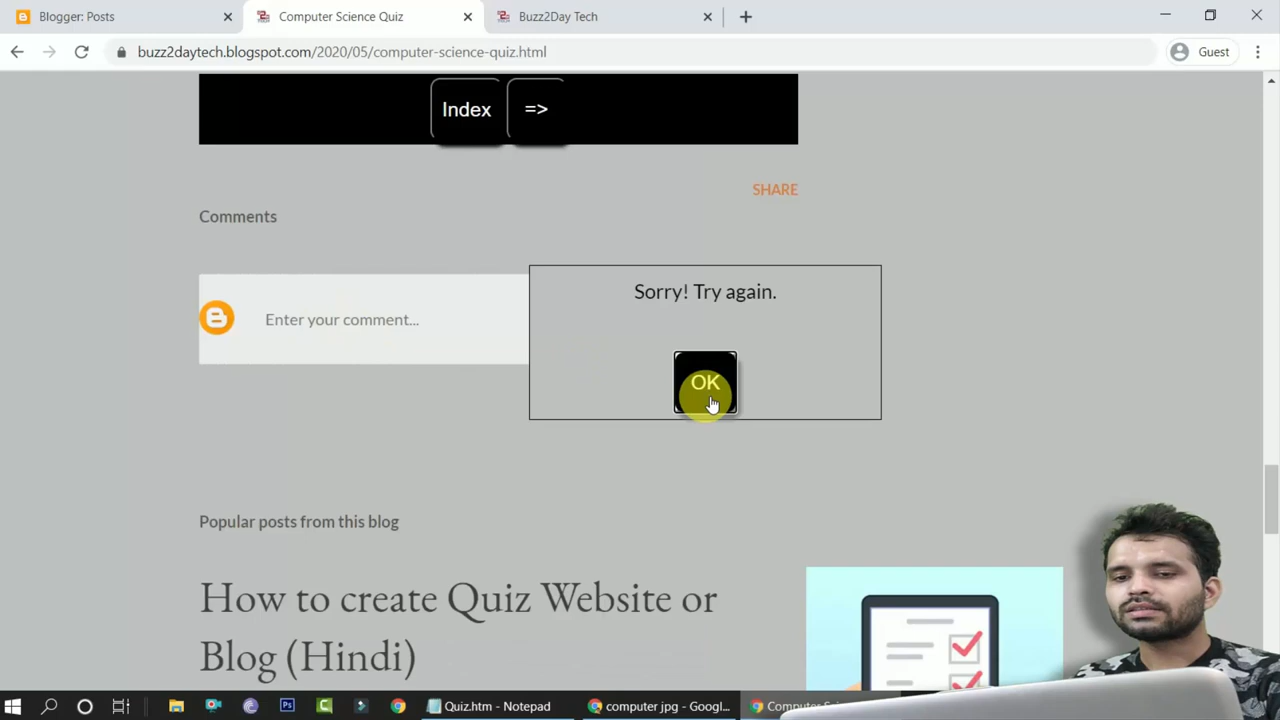 Blogger: Posts
Computer Science Quiz
Buzz2Day Tech
buzz2daytech.blogspot.com/2020/05/computer-science-quiz.html
Guest
Index
=>
SHARE
Comments
Enter your comment...
Sorry! Try again.
OK
Popular posts from this blog
How to create Quiz Website or
Blog (Hindi)
Quiz.htm - Notepad
computer jpg - Googl...
Computer Sci